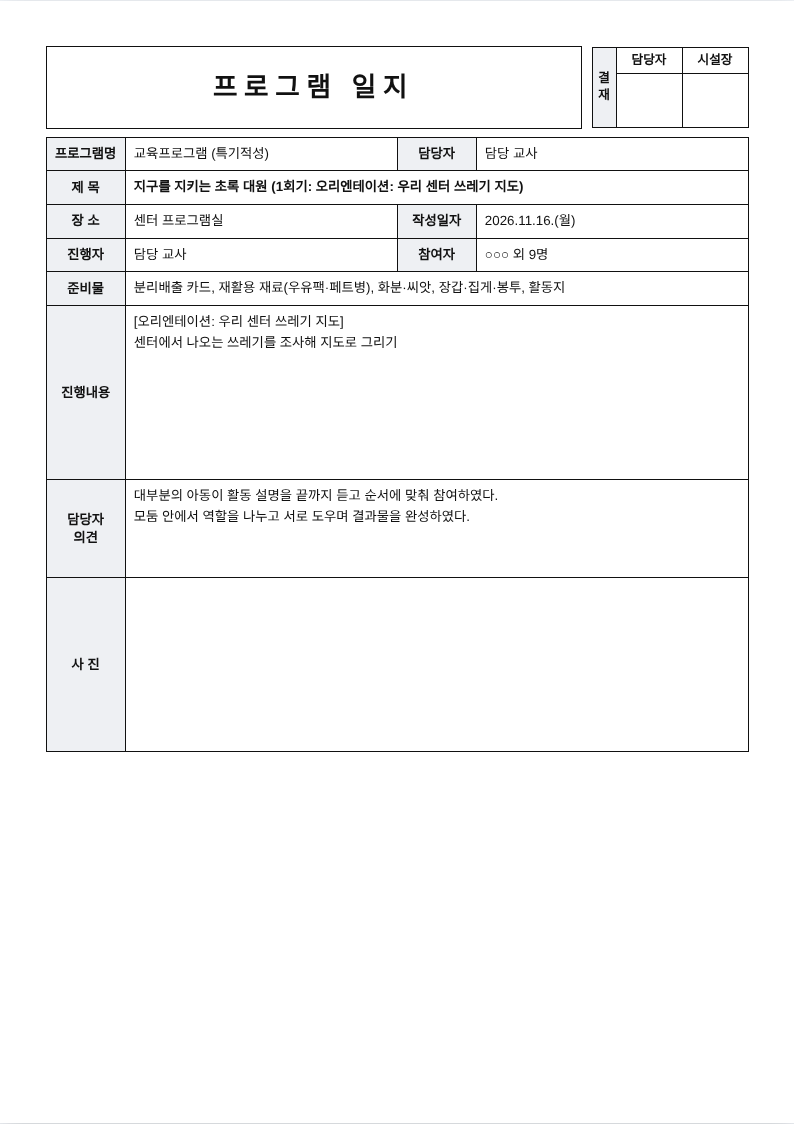 프로그램 일지
결재
담당자 시설장
프로그램명 교육프로그램 (특기적성) 담당자 담당 교사
제 목 지구를 지키는 초록 대원 (1회기: 오리엔테이션: 우리 센터 쓰레기 지도)
장 소 센터 프로그램실 작성일자 2026.11.16.(월)
진행자 담당 교사 참여자 ○○○ 외 9명
준비물 분리배출 카드, 재활용 재료(우유팩·페트병), 화분·씨앗, 장갑·집게·봉투, 활동지
진행내용
[오리엔테이션: 우리 센터 쓰레기 지도]
센터에서 나오는 쓰레기를 조사해 지도로 그리기
담당자
의견
대부분의 아동이 활동 설명을 끝까지 듣고 순서에 맞춰 참여하였다.
모둠 안에서 역할을 나누고 서로 도우며 결과물을 완성하였다.
사 진